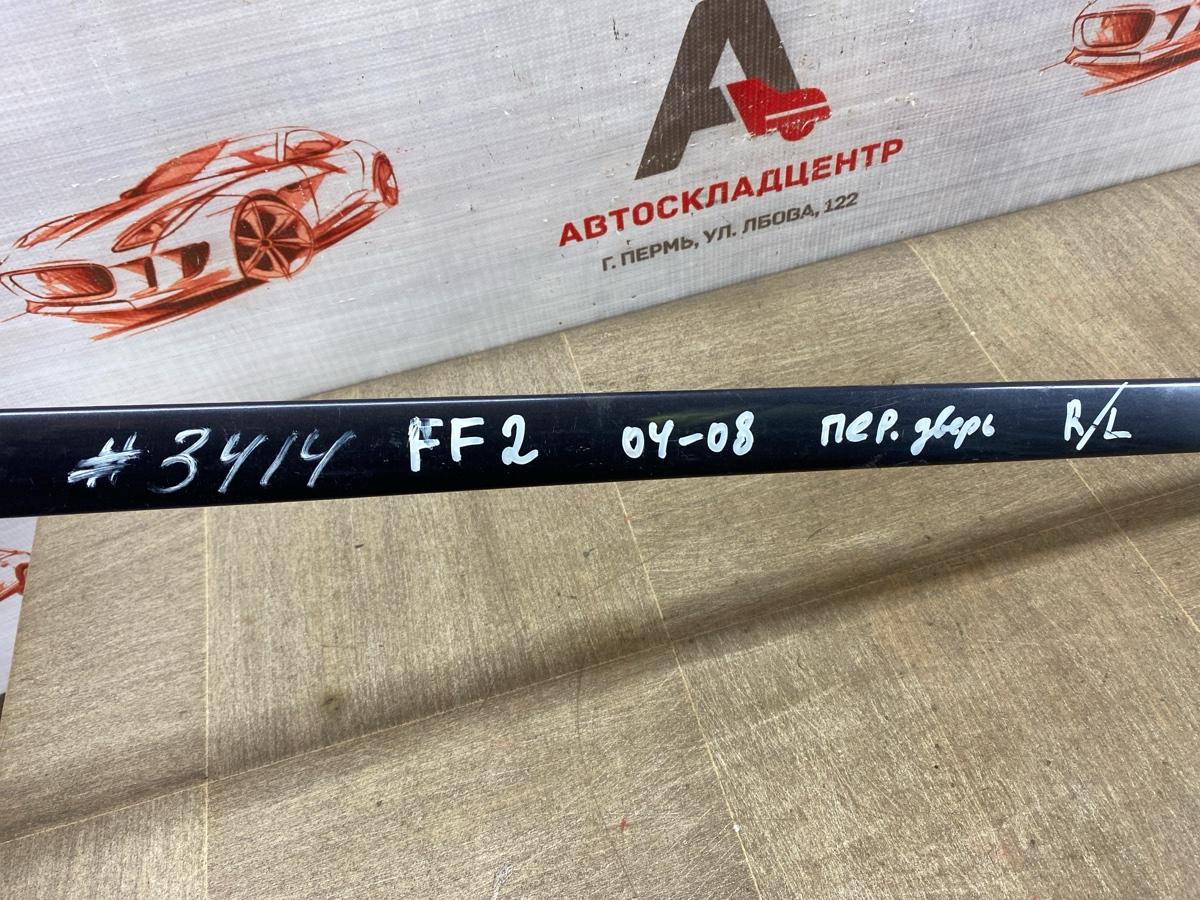 АВТОСКЛАДЦЕНТР
Г. ПЕРМЬ, УЛ. ЛБОВА, 122
#3414 FF2 04-08 пер. дверь R/L